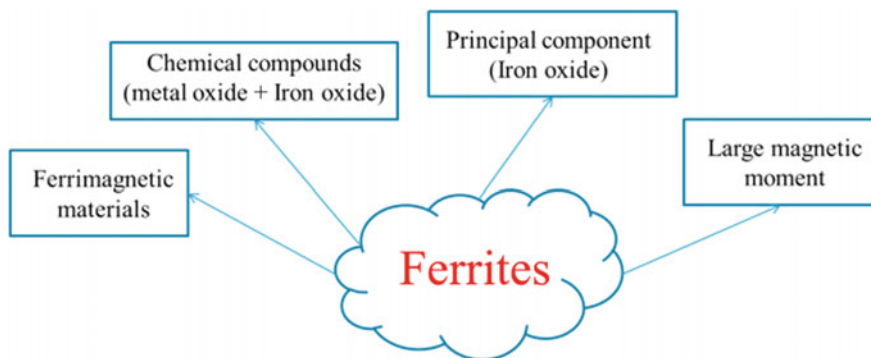 Chemical compounds
(metal oxide + Iron oxide)
Principal component
(Iron oxide)
Ferrimagnetic
materials
Large magnetic
moment
Ferrites